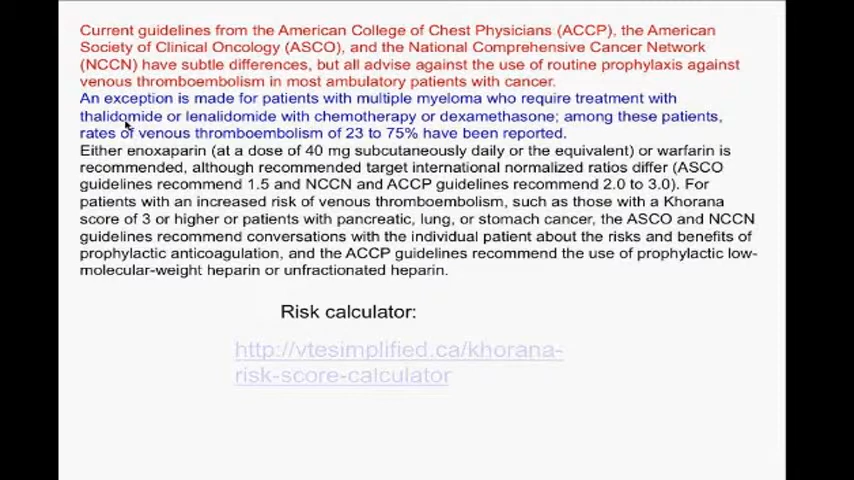 Current guidelines from the American College of Chest Physicians (ACCP), the American
Society of Clinical Oncology (ASCO), and the National Comprehensive Cancer Network
(NCCN) have subtle differences, but all advise against the use of routine prophylaxis against
venous thromboembolism in most ambulatory patients with cancer.
An exception is made for patients with multiple myeloma who require treatment with
thalidomide or lenalidomide with chemotherapy or dexamethasone; among these patients,
rates of venous thromboembolism of 23 to 75% have been reported.
Either enoxaparin (at a dose of 40 mg subcutaneously daily or the equivalent) or warfarin is
recommended, although recommended target international normalized ratios differ (ASCO
guidelines recommend 1.5 and NCCN and ACCP guidelines recommend 2.0 to 3.0). For
patients with an increased risk of venous thromboembolism, such as those with a Khorana
score of 3 or higher or patients with pancreatic, lung, or stomach cancer, the ASCO and NCCN
guidelines recommend conversations with the individual patient about the risks and benefits of
prophylactic anticoagulation, and the ACCP guidelines recommend the use of prophylactic low-
molecular-weight heparin or unfractionated heparin.
Risk calculator:
http://vtesimplified.ca/khorana-
risk-score-calculator